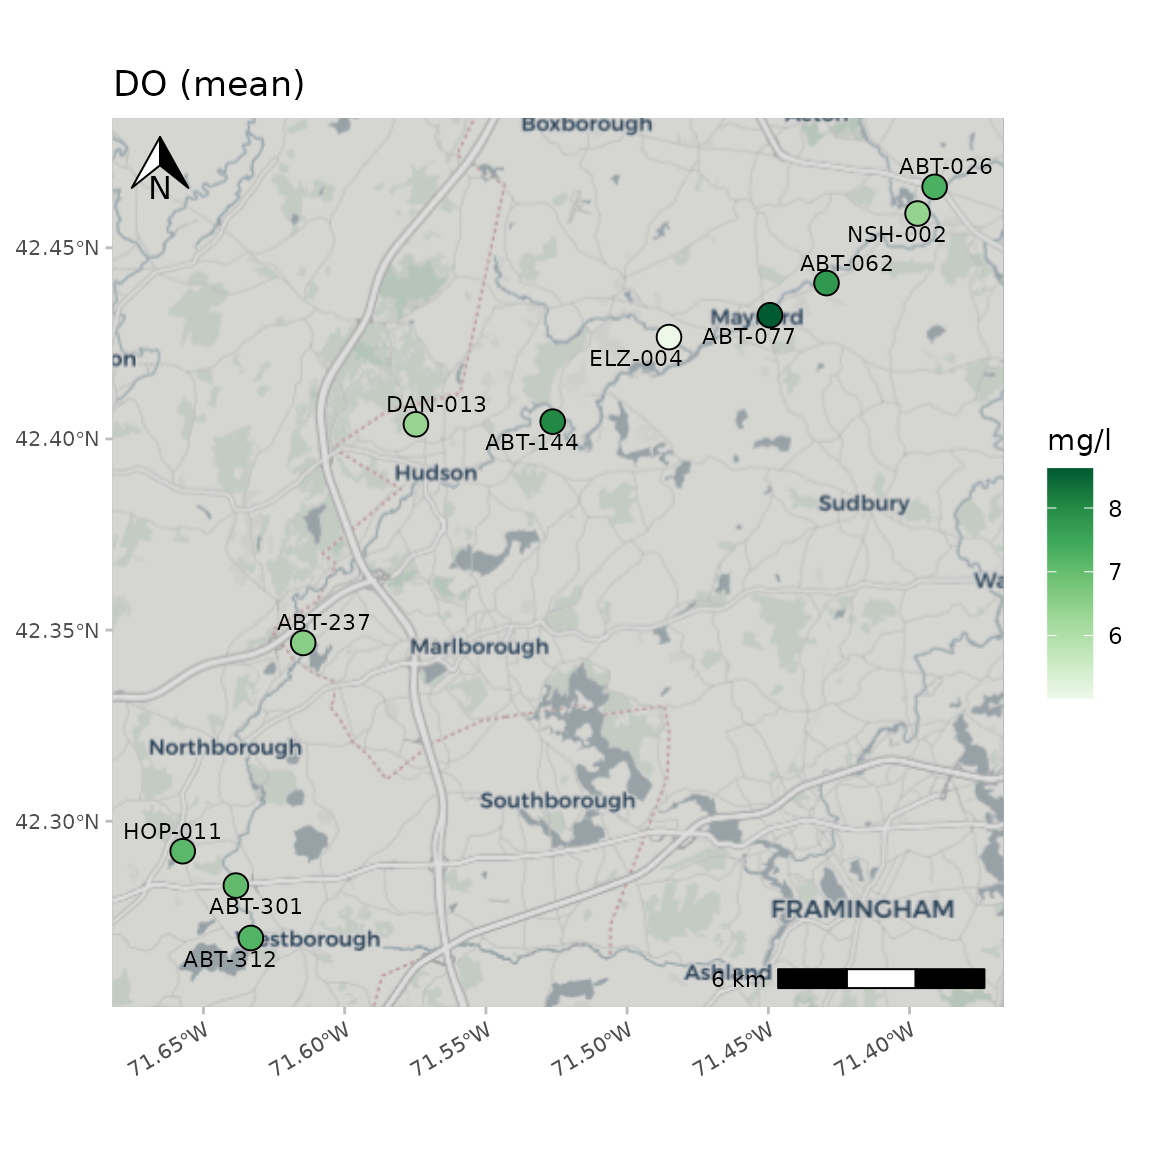 DO (mean)
Boxborough
Acton
N
ABT-026
NSH-002
42.45°N
ABT-062
ABT-077
ELZ-004
on
DAN-013
42.40°N
ABT-144
mg/l
Hudson
Sudbury
8
7
6
Wa
ABT-237
42.35°N
Marlborough
Northborough
Southborough
42.30°N
HOP-011
ABT-301
FRAMINGHAM
estborough
ABT-312
Ashland
6 km
71.65°W
71.60°W
71.55°W
71.50°W
71.45°W
71.40°W